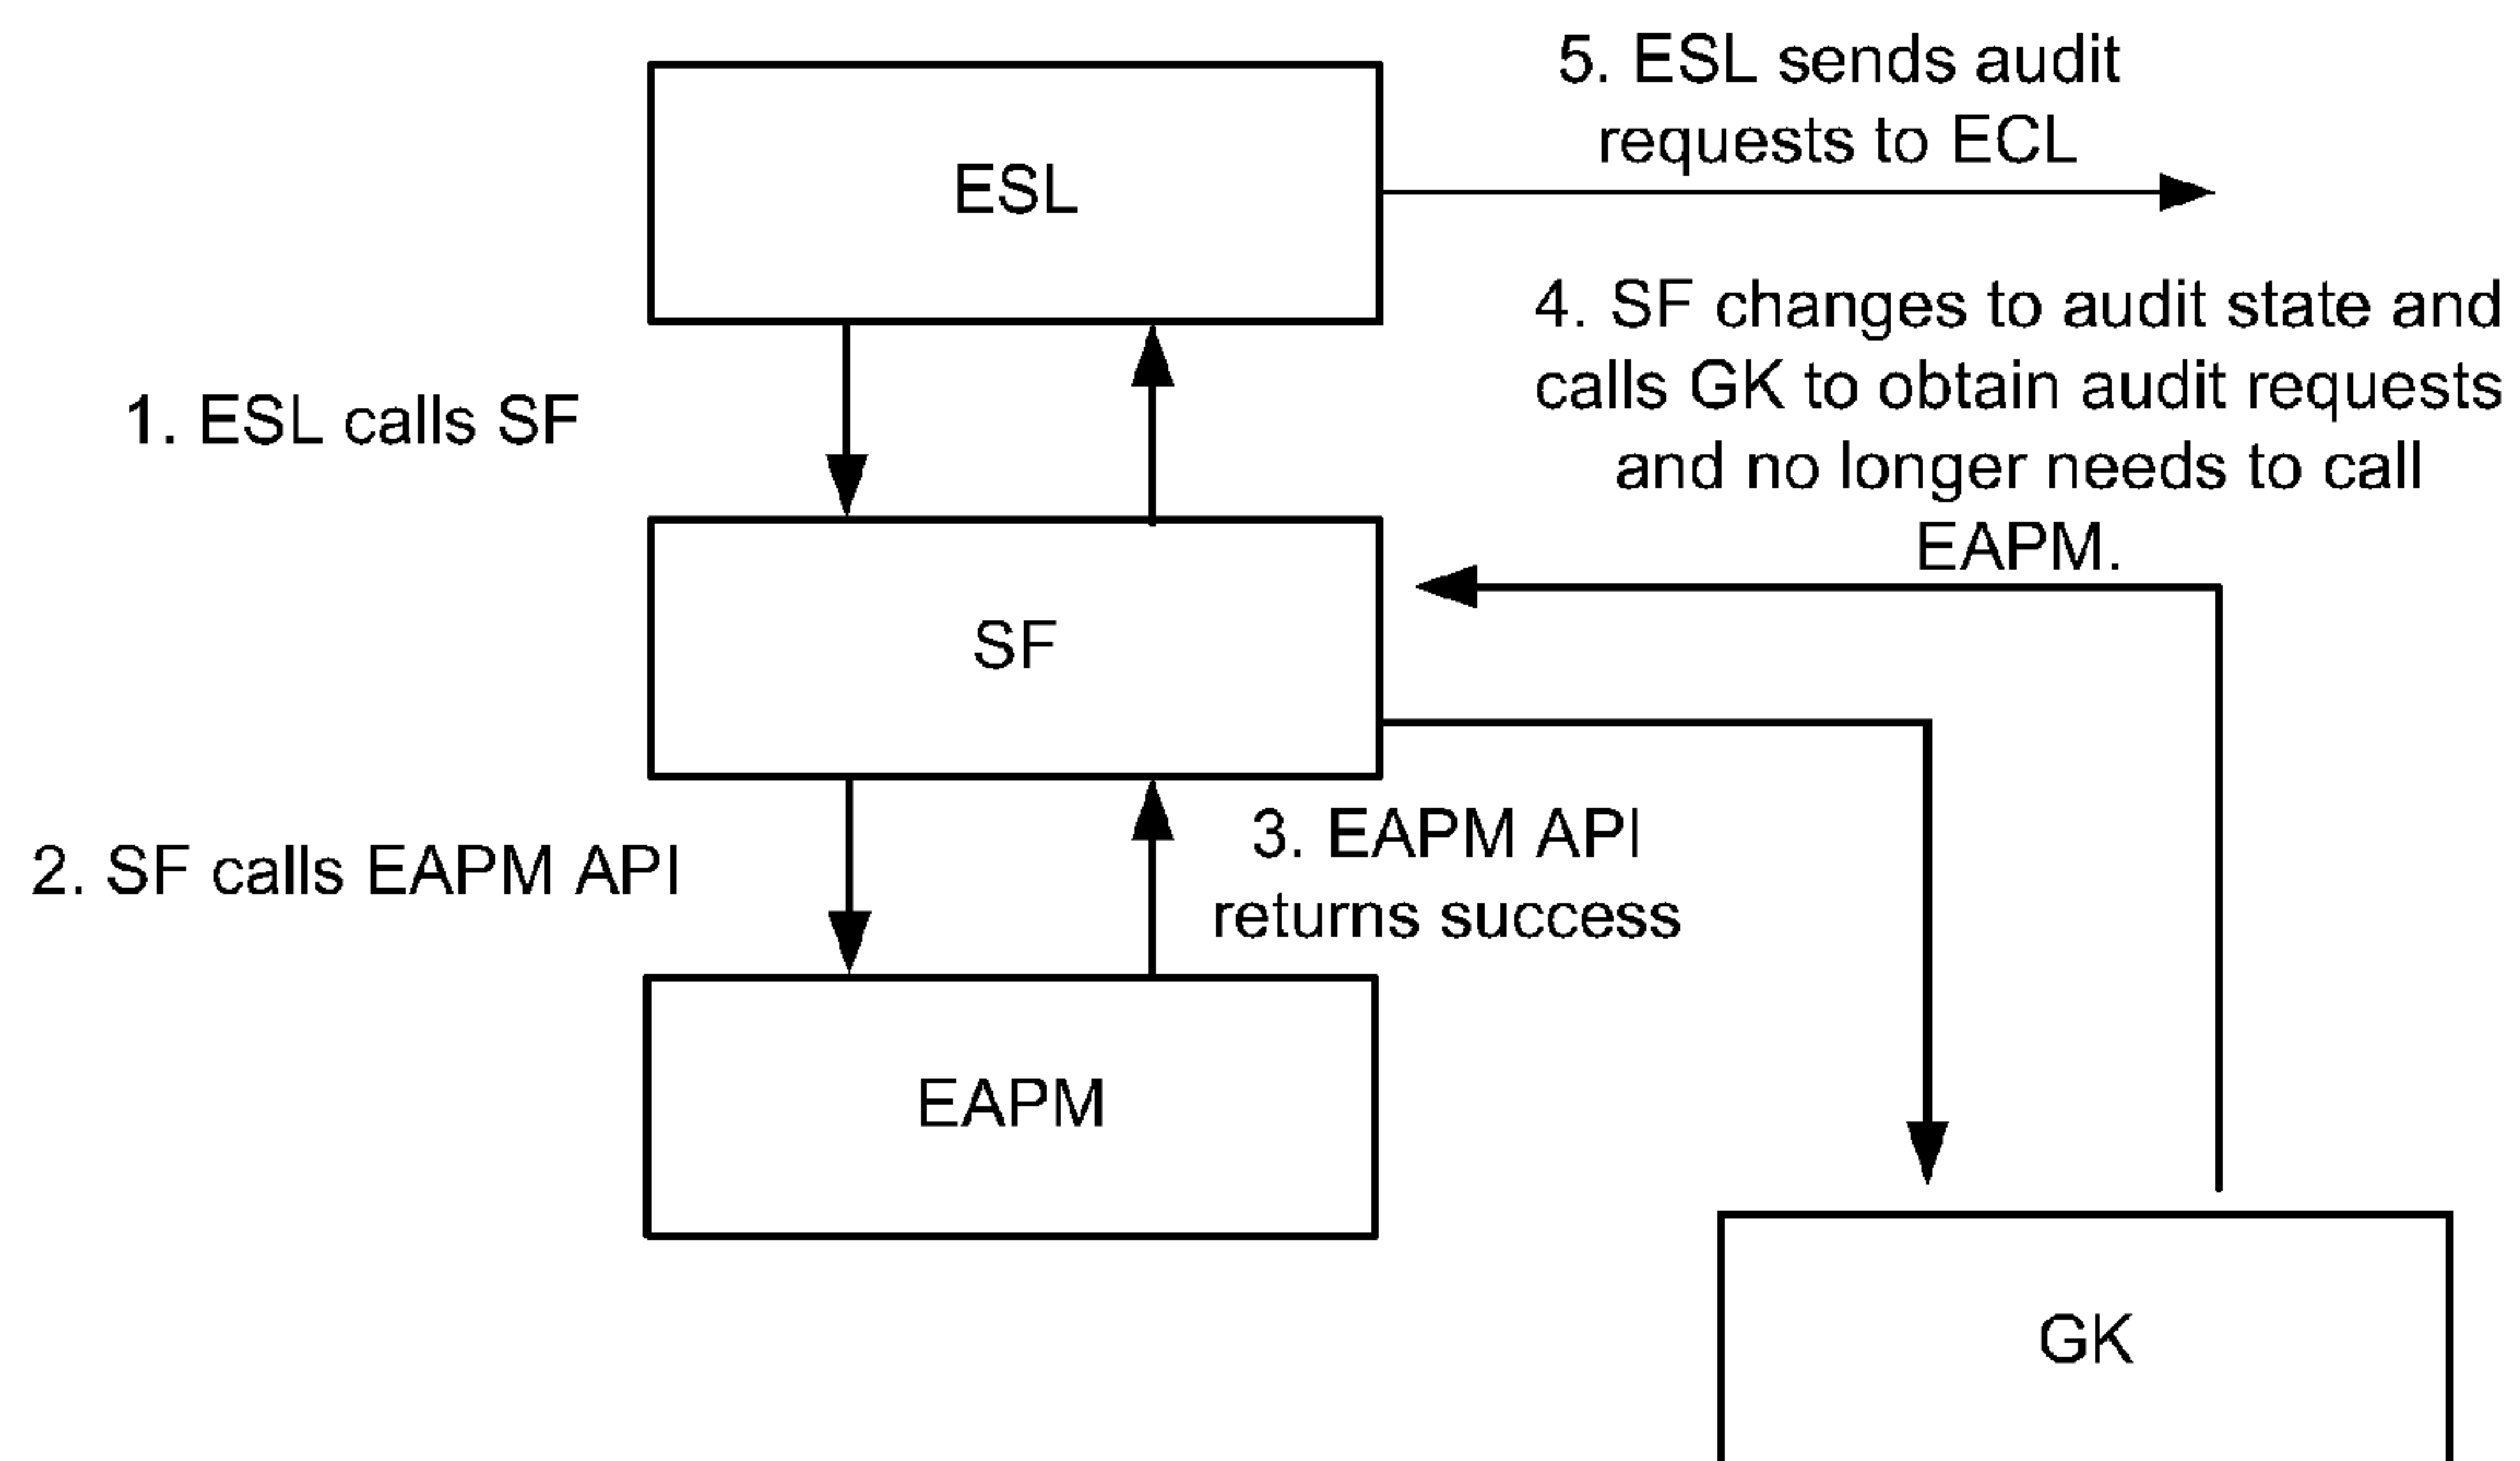 5. ESL sends audit
requests to ECL
ESL
4. SF changes to audit state and
calls GK to obtain audit requests
and no longer needs to call
EAPM.
1. ESL calls SF
SF
3. EAPM API
returns success
2. SF calls EAPM API
EAPM
GK